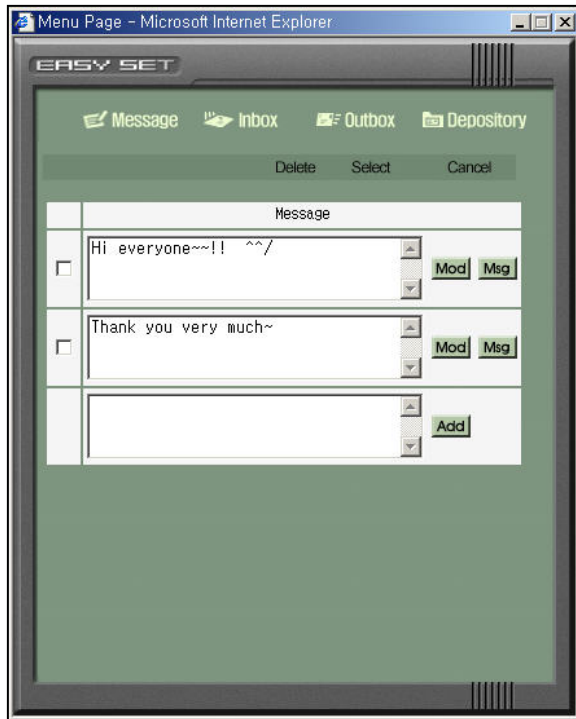 Menu Page - Microsoft Internet Explorer
EASY SET
Message Inbox Outbox Depository
Delete Select Cancel
Message
Hi everyone~~!! ^^/
Mod Msg
Thank you very much~
Mod Msg
Add